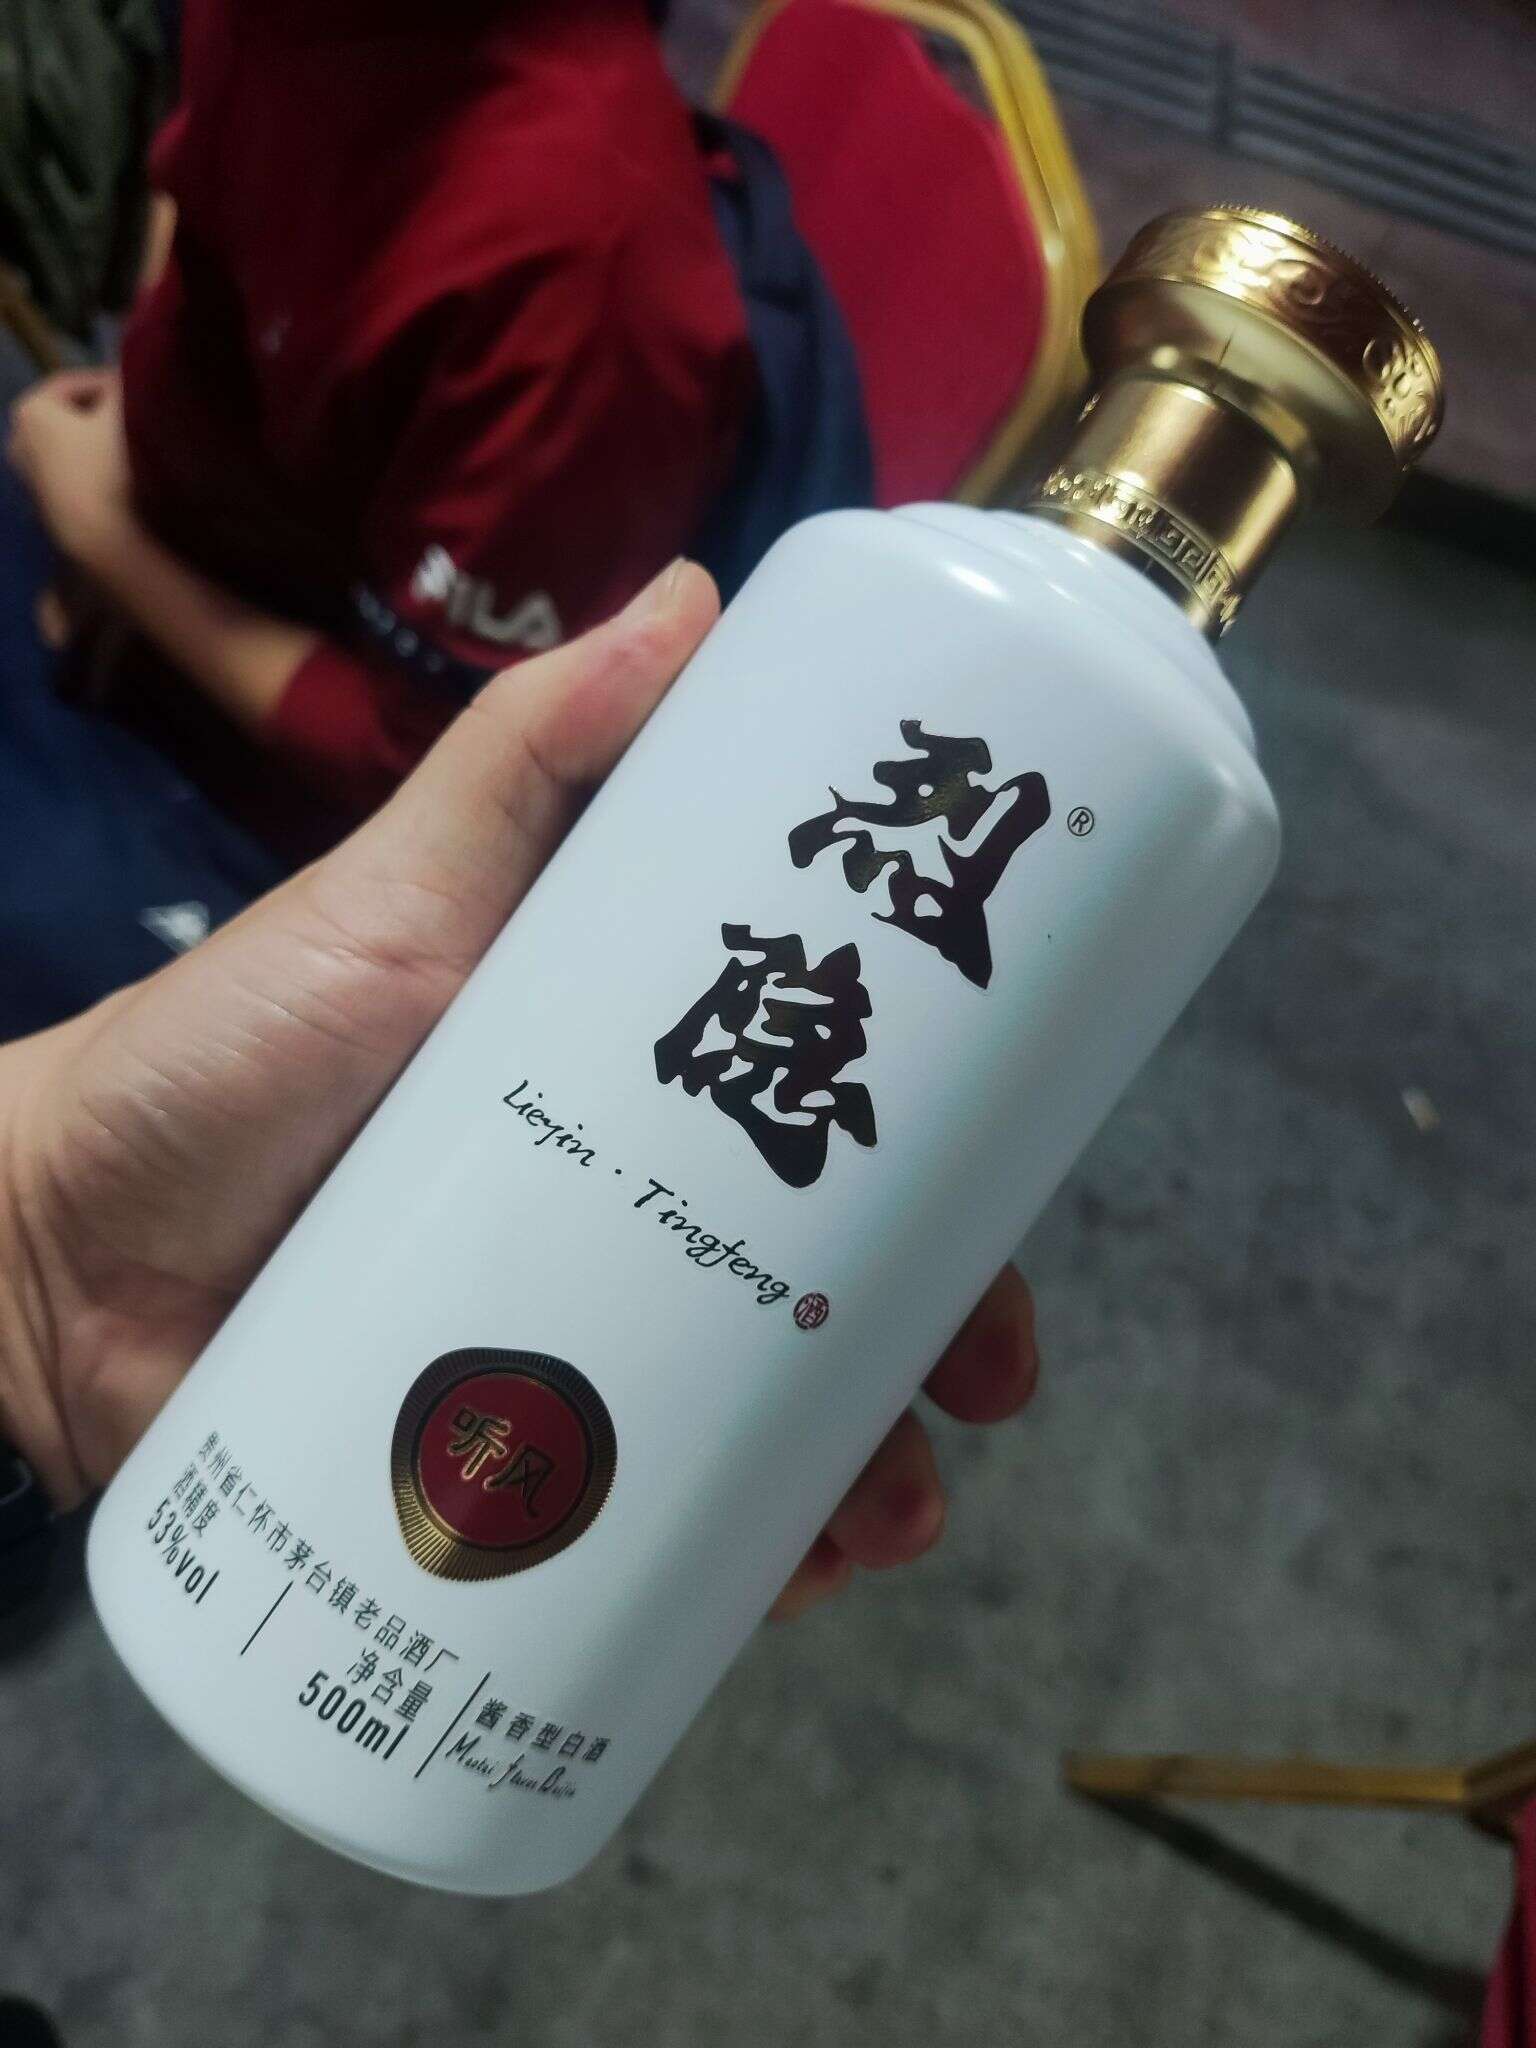 FILA
烈
®
隐
Lieyin · Tingfeng
酒
听风
贵州省仁怀市茅台镇老品酒厂
酒精度
53%vol
净含量
500ml
酱香型白酒